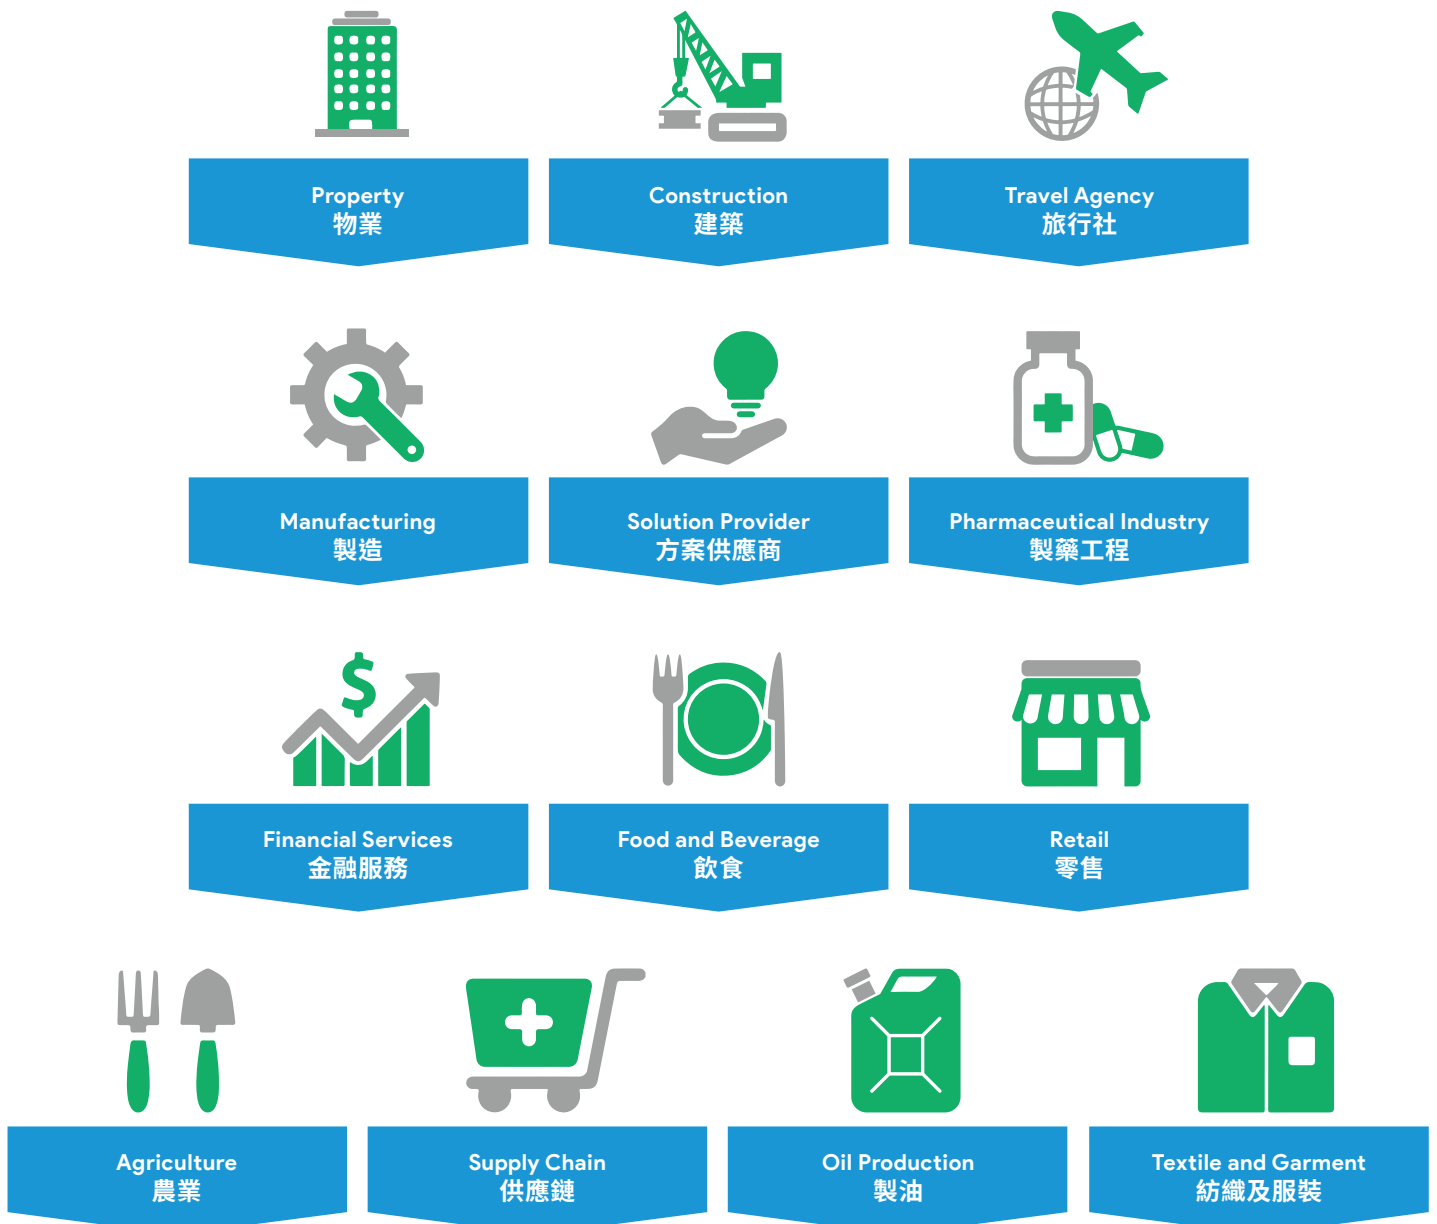 Property
物業
Construction
建築
Travel Agency
旅行社
Manufacturing
製造
Solution Provider
方案供應商
Pharmaceutical Industry
製藥工程
Financial Services
金融服務
Food and Beverage
飲食
Retail
零售
Agriculture
農業
Supply Chain
供應鏈
Oil Production
製油
Textile and Garment
紡織及服裝